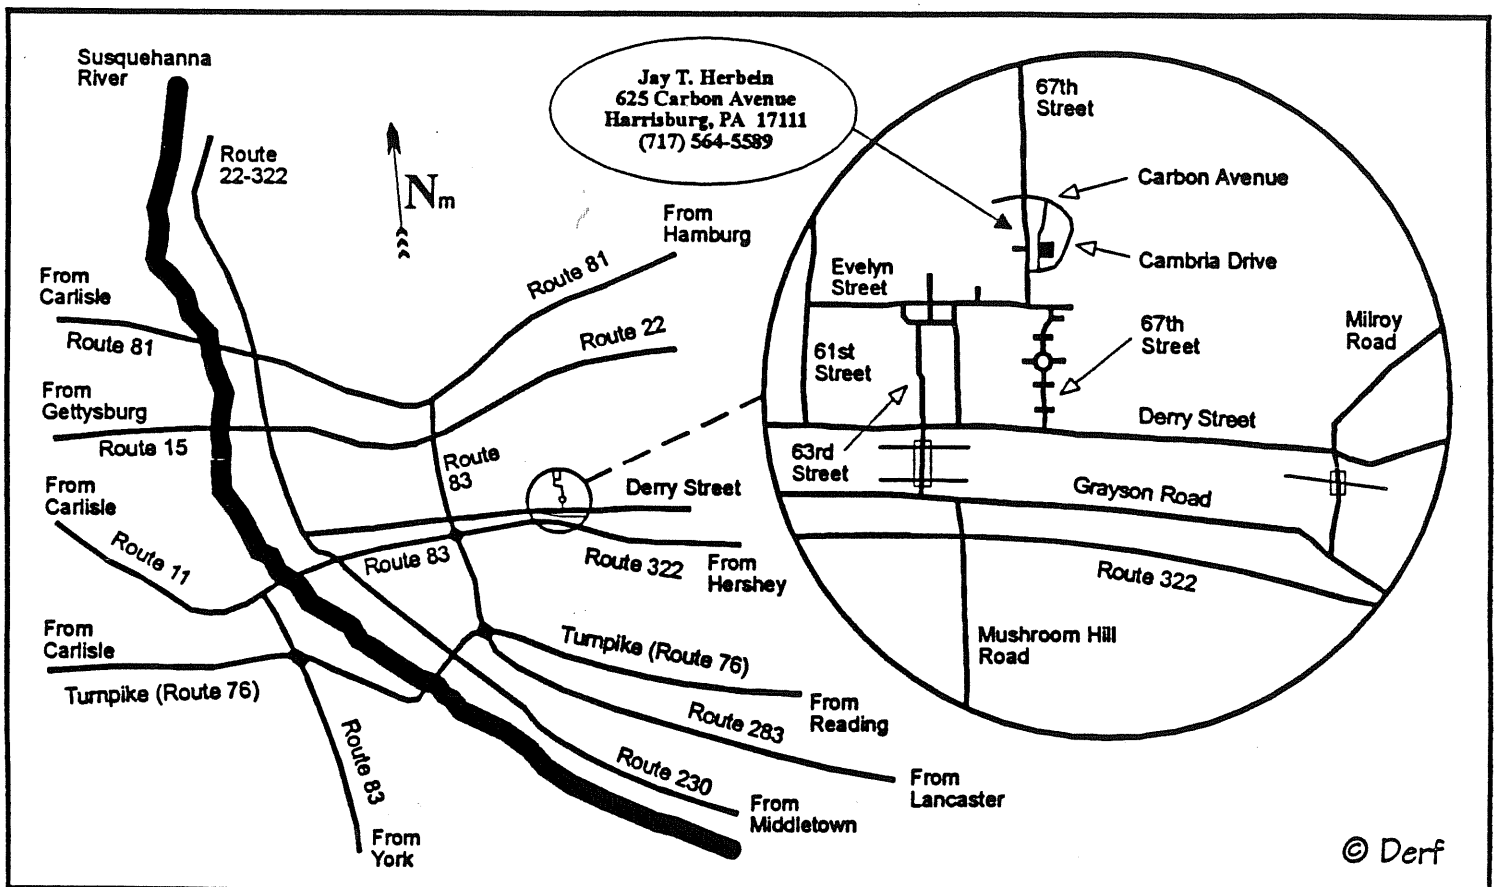 Susquehanna
River
Route
22-322
Nm
Jay T. Herbein
625 Carbon Avenue
Harrisburg, PA 17111
(717) 564-5589
67th
Street
Carbon Avenue
Cambria Drive
From
Hamburg
Route 81
From
Carlisle
Route 81
Route 22
Evelyn
Street
67th
Street
Milroy
Road
61st
Street
From
Gettysburg
Route 15
Derry Street
63rd
Street
Route
83
From
Carlisle
Derry Street
Grayson Road
Route 11
Route 83
Route 322
From
Hershey
Route 322
From
Carlisle
Turnpike (Route 76)
Turnpike (Route 76)
Mushroom Hill
Road
From
Reading
Route 283
Route 83
Route 230
From
Lancaster
From
Middletown
From
York
© Derf